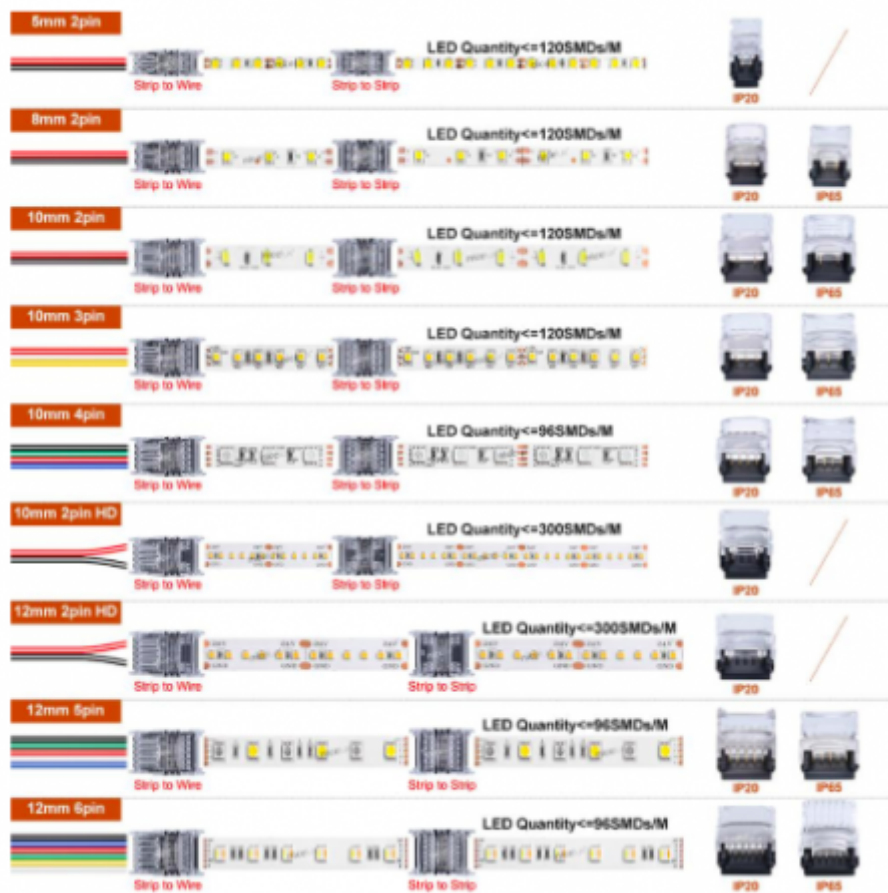 5mm 2pin
LED Quantity<=120SMDs/M
Strip to Wire
Strip to Strip
IP20
8mm 2pin
LED Quantity<=120SMDs/M
Strip to Wire
Strip to Strip
IP20
IP65
10mm 2pin
LED Quantity<=120SMDs/M
Strip to Wire
Strip to Strip
IP20
IP65
10mm 3pin
LED Quantity<=120SMDs/M
Strip to Wire
Strip to Strip
IP20
IP65
10mm 4pin
LED Quantity<=96SMDs/M
Strip to Wire
Strip to Strip
IP20
IP65
10mm 2pin HD
LED Quantity<=300SMDs/M
Strip to Wire
Strip to Strip
IP20
12mm 2pin HD
LED Quantity<=300SMDs/M
Strip to Wire
Strip to Strip
IP20
12mm 5pin
LED Quantity<=96SMDs/M
Strip to Wire
Strip to Strip
IP20
IP65
12mm 6pin
LED Quantity<=96SMDs/M
Strip to Wire
Strip to Strip
IP20
IP65